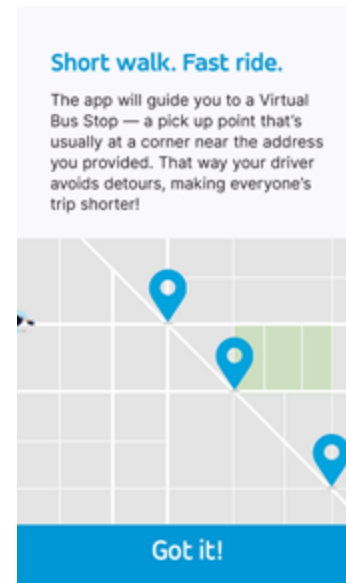 Short walk. Fast ride.
The app will guide you to a Virtual
Bus Stop — a pick up point that's
usually at a corner near the address
you provided. That way your driver
avoids detours, making everyone's
trip shorter!
Got it!